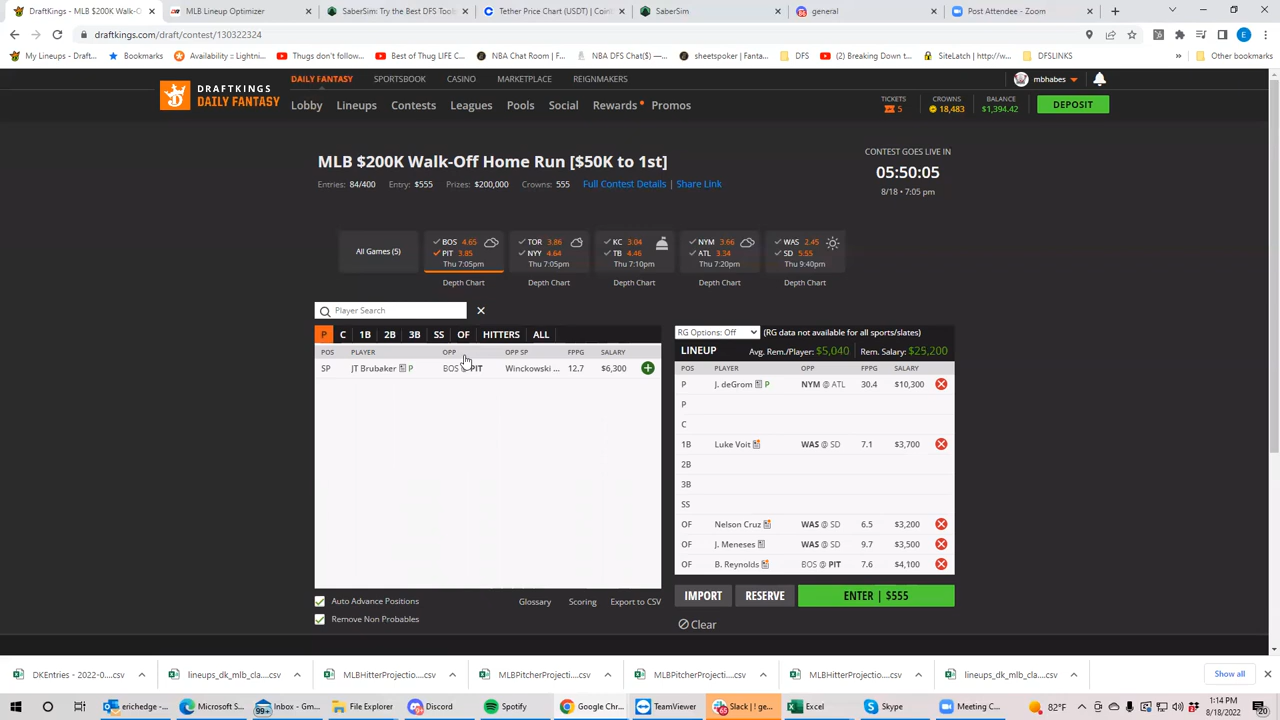 DraftKings - MLB $200K Walk-Off
MLB Lineup Optimizer
SaberSim: Try the Best DFS Tools
Tether Price Chart (USDT) | Coin
SaberSim
general
Post Attendee - Zoom
draftkings.com/draft/contest/130322324
My Lineups - Draft...
Bookmarks
Availability :: Lightni...
Thugs don't follow...
Best of Thug LIFE C...
NBA Chat Room | F...
NBA DFS Chat($) —...
sheetspoker | Fanta...
DFS
(2) Breaking Down t...
SiteLatch | http://w...
DFSLINKS
Other bookmarks
DAILY FANTASY
SPORTSBOOK
CASINO
MARKETPLACE
REIGNMAKERS
mbhabes
DRAFTKINGS
DAILY FANTASY
Lobby
Lineups
Contests
Leagues
Pools
Social
Rewards
Promos
TICKETS
5
CROWNS
18,483
BALANCE
$1,394.42
DEPOSIT
MLB $200K Walk-Off Home Run [$50K to 1st]
Entries: 84/400 Entry: $555 Prizes: $200,000 Crowns: 555 Full Contest Details | Share Link
CONTEST GOES LIVE IN
05:50:05
8/18 • 7:05 pm
All Games (5)
BOS 4.65
PIT 3.85
Thu 7:05pm
Depth Chart
TOR 3.86
NYY 4.64
Thu 7:05pm
Depth Chart
KC 3.04
TB 4.46
Thu 7:10pm
Depth Chart
NYM 3.66
ATL 3.34
Thu 7:20pm
Depth Chart
WAS 2.45
SD 5.55
Thu 9:40pm
Depth Chart
Player Search
P C 1B 2B 3B SS OF HITTERS ALL
POS PLAYER OPP OPP SP FPPG SALARY
SP JT Brubaker P BOS @ PIT Winckowski ... 12.7 $6,300
Auto Advance Positions
Remove Non Probables
Glossary
Scoring
Export to CSV
RG Options: Off
(RG data not available for all sports/slates)
LINEUP Avg. Rem./Player: $5,040 Rem. Salary: $25,200
POS PLAYER OPP FPPG SALARY
P J. deGrom P NYM @ ATL 30.4 $10,300
P
C
1B Luke Voit WAS @ SD 7.1 $3,700
2B
3B
SS
OF Nelson Cruz WAS @ SD 6.5 $3,200
OF J. Meneses WAS @ SD 9.7 $3,500
OF B. Reynolds BOS @ PIT 7.6 $4,100
IMPORT
RESERVE
ENTER | $555
Clear
DKEntries - 2022-0....csv
lineups_dk_mlb_cla....csv
MLBHitterProjectio....csv
MLBPitcherProjecti....csv
MLBPitcherProjecti....csv
MLBHitterProjectio....csv
lineups_dk_mlb_cla....csv
Show all
erichedge - ...
Microsoft S...
99+
Inbox - Gm...
File Explorer
Discord
Spotify
Google Chr...
TeamViewer
Slack | ! ge...
Excel
Skype
Meeting C...
82°F
1:14 PM
8/18/2022
20